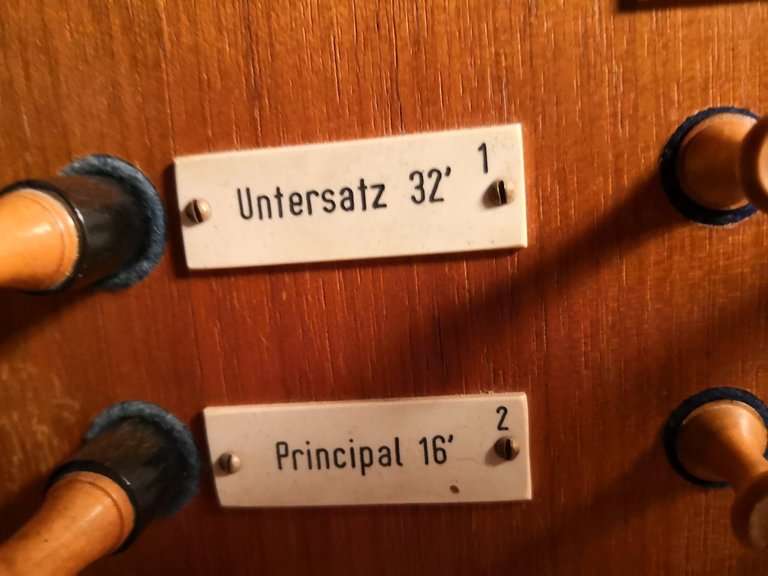 1
Untersatz 32'
2
Principal 16'